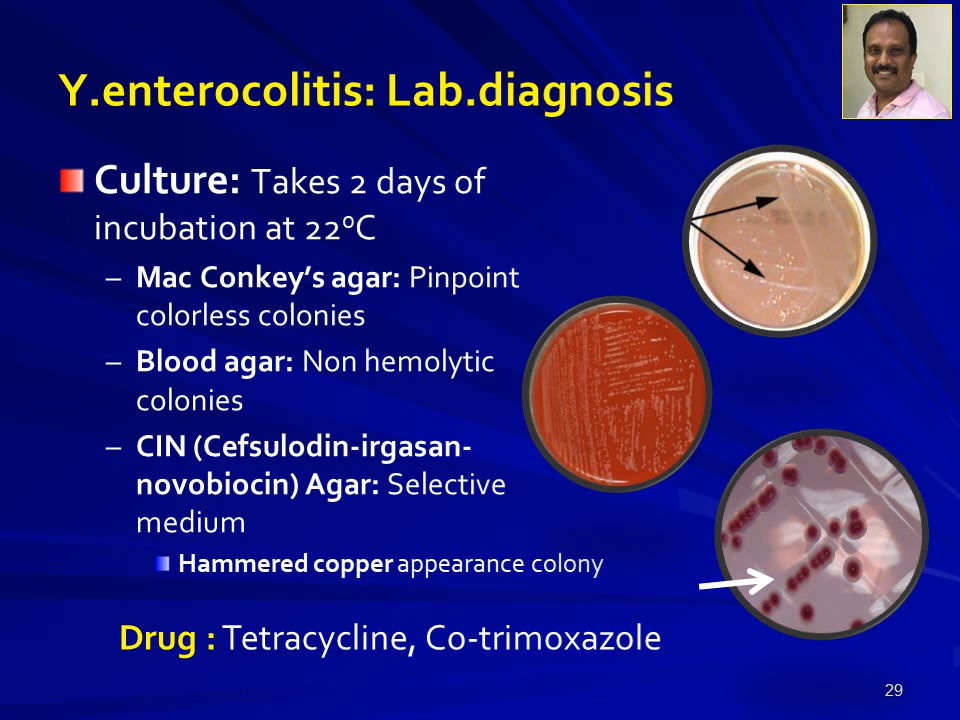 Y.enterocolitis: Lab.diagnosis
Culture: Takes 2 days of
incubation at 22⁰C
– Mac Conkey’s agar: Pinpoint
colorless colonies
– Blood agar: Non hemolytic
colonies
– CIN (Cefsulodin-irgasan-
novobiocin) Agar: Selective
medium
Hammered copper appearance colony
Drug : Tetracycline, Co-trimoxazole
29